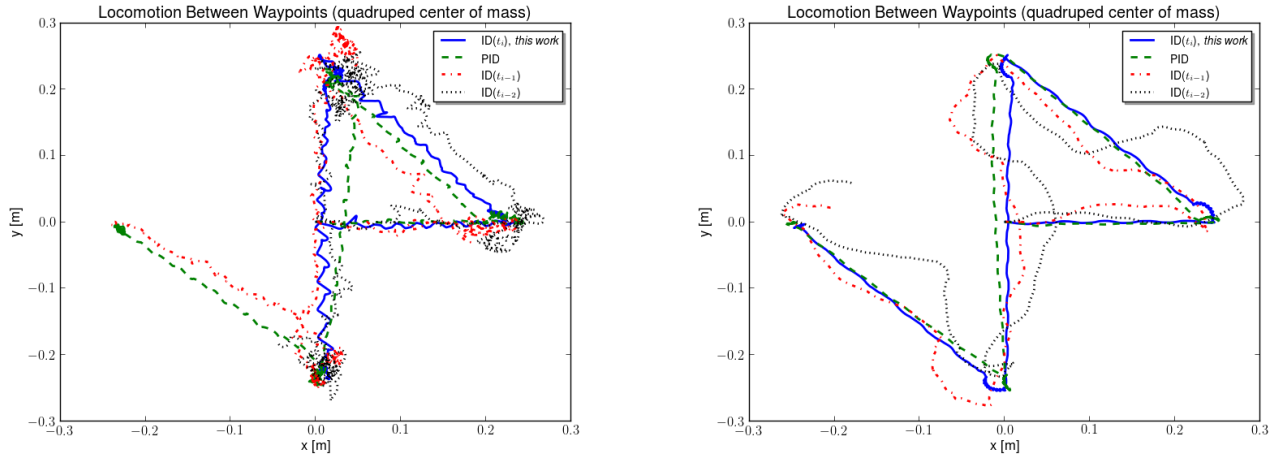 Locomotion Between Waypoints (quadruped center of mass)
0.3
0.2
0.1
0.0
−0.1
−0.2
−0.3
y [m]
−0.3
−0.2
−0.1
0.0
0.1
0.2
0.3
x [m]
ID(tᵢ), this work
PID
ID(tᵢ₋₁)
ID(tᵢ₋₂)
Locomotion Between Waypoints (quadruped center of mass)
0.3
0.2
0.1
0.0
−0.1
−0.2
−0.3
y [m]
−0.3
−0.2
−0.1
0.0
0.1
0.2
0.3
x [m]
ID(tᵢ), this work
PID
ID(tᵢ₋₁)
ID(tᵢ₋₂)